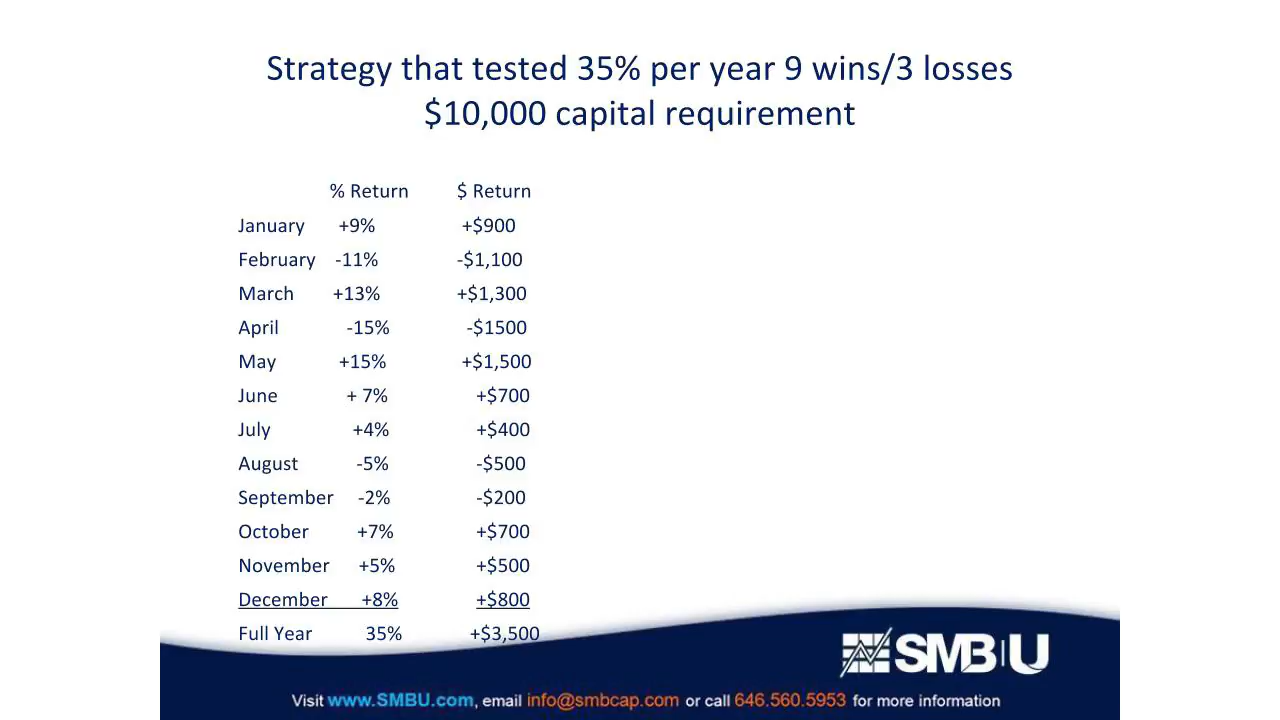 Strategy that tested 35% per year 9 wins/3 losses
$10,000 capital requirement
% Return $ Return
January +9% +$900
February -11% -$1,100
March +13% +$1,300
April -15% -$1500
May +15% +$1,500
June + 7% +$700
July +4% +$400
August -5% -$500
September -2% -$200
October +7% +$700
November +5% +$500
December +8% +$800
Full Year 35% +$3,500
SMB|U
Visit www.SMBU.com, email info@smbcap.com or call 646.560.5953 for more information